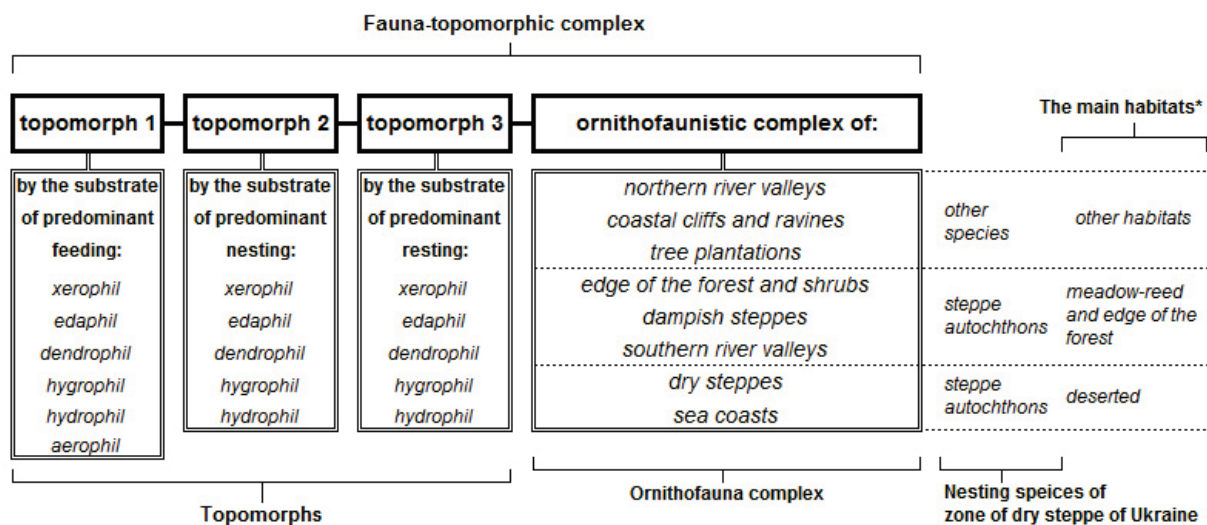 Fauna-topomorphic complex
The main habitats*
topomorph 1
topomorph 2
topomorph 3
ornithofaunistic complex of:
by the substrate
of predominant
feeding:
xerophil
edaphil
dendrophil
hygrophil
hydrophil
aerophil
by the substrate
of predominant
nesting:
xerophil
edaphil
dendrophil
hygrophil
hydrophil
by the substrate
of predominant
resting:
xerophil
edaphil
dendrophil
hygrophil
hydrophil
northern river valleys
coastal cliffs and ravines
tree plantations
edge of the forest and shrubs
dampish steppes
southern river valleys
dry steppes
sea coasts
other
species
other habitats
steppe
autochthons
meadow-reed
and edge of the
forest
steppe
autochthons
deserted
Topomorphs
Ornithofauna complex
Nesting speices of
zone of dry steppe of Ukraine